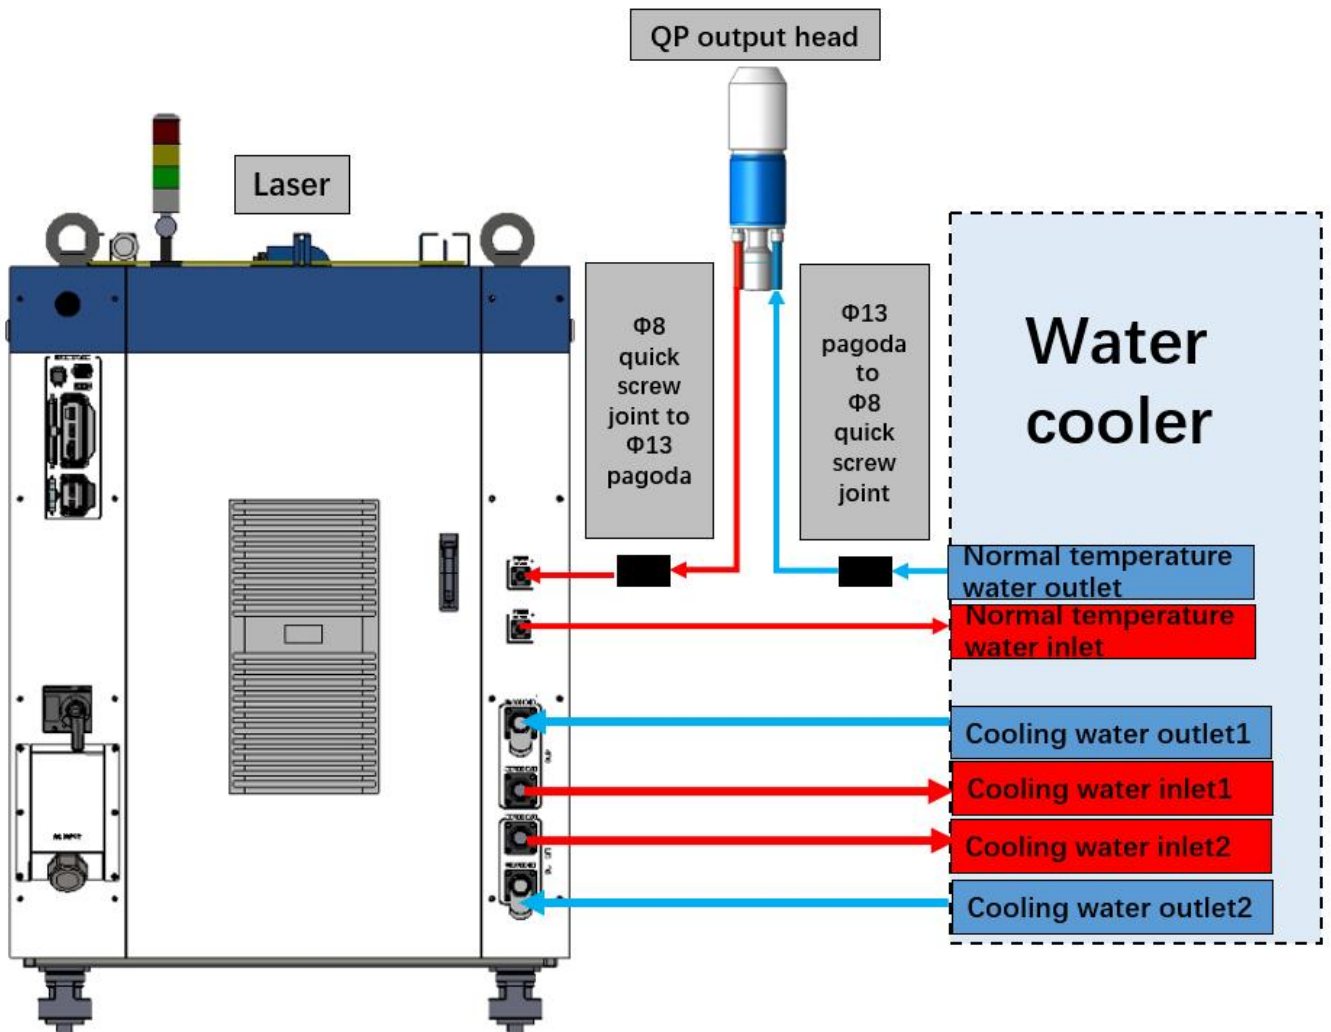 QP output head
Laser
Φ8
quick
screw
joint to
Φ13
pagoda
Φ13
pagoda
to
Φ8
quick
screw
joint
Water
cooler
Normal temperature
water outlet
Normal temperature
water inlet
Cooling water outlet1
Cooling water inlet1
Cooling water inlet2
Cooling water outlet2